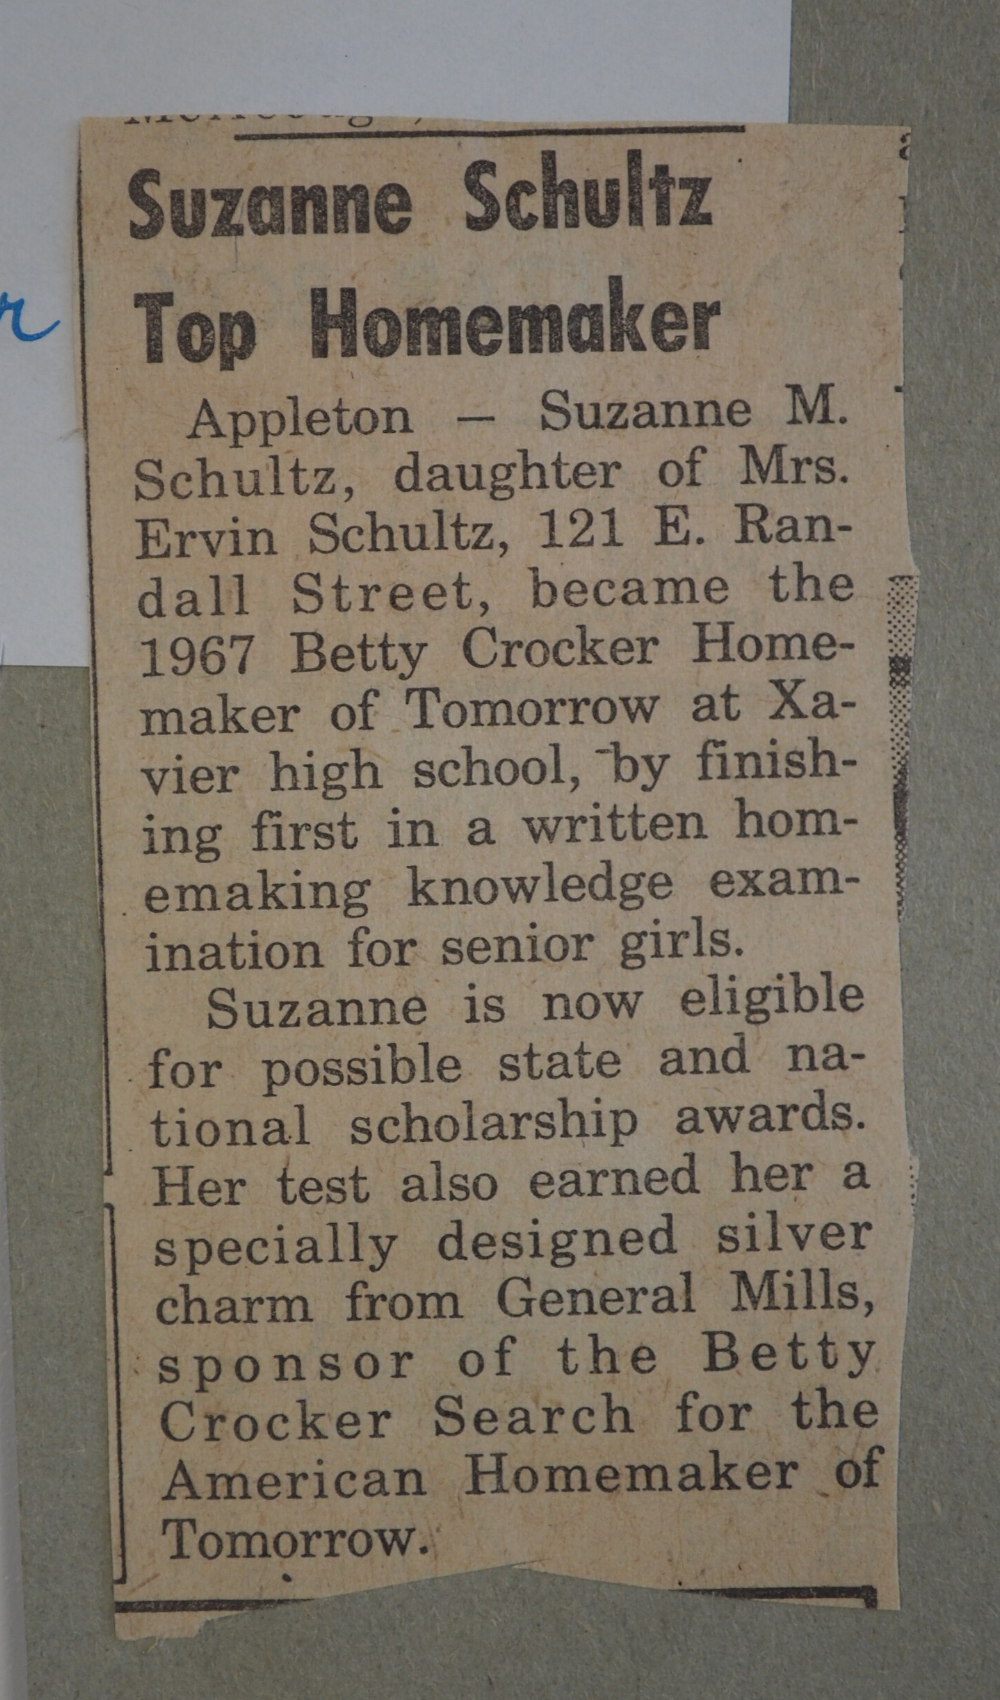 Suzanne Schultz
Top Homemaker
Appleton — Suzanne M.
Schultz, daughter of Mrs.
Ervin Schultz, 121 E. Ran-
dall Street, became the
1967 Betty Crocker Home-
maker of Tomorrow at Xa-
vier high school, by finish-
ing first in a written hom-
emaking knowledge exam-
ination for senior girls.
Suzanne is now eligible
for possible state and na-
tional scholarship awards.
Her test also earned her a
specially designed silver
charm from General Mills,
sponsor of the Betty
Crocker Search for the
American Homemaker of
Tomorrow.